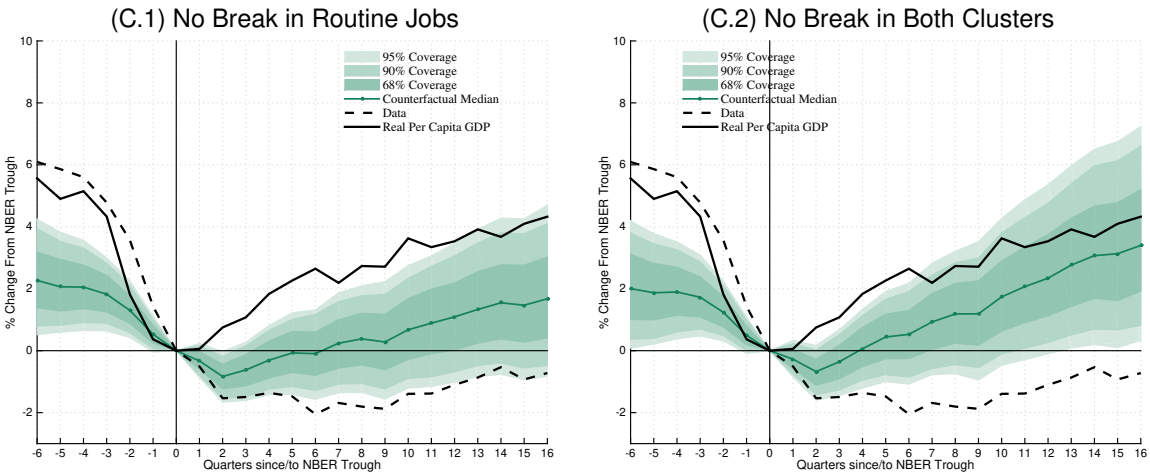 (C.1) No Break in Routine Jobs
10
8
6
4
2
0
-2
% Change From NBER Trough
95% Coverage
90% Coverage
68% Coverage
Counterfactual Median
Data
Real Per Capita GDP
-6 -5 -4 -3 -2 -1 0 1 2 3 4 5 6 7 8 9 10 11 12 13 14 15 16
Quarters since/to NBER Trough
(C.2) No Break in Both Clusters
10
8
6
4
2
0
-2
% Change From NBER Trough
95% Coverage
90% Coverage
68% Coverage
Counterfactual Median
Data
Real Per Capita GDP
-6 -5 -4 -3 -2 -1 0 1 2 3 4 5 6 7 8 9 10 11 12 13 14 15 16
Quarters since/to NBER Trough